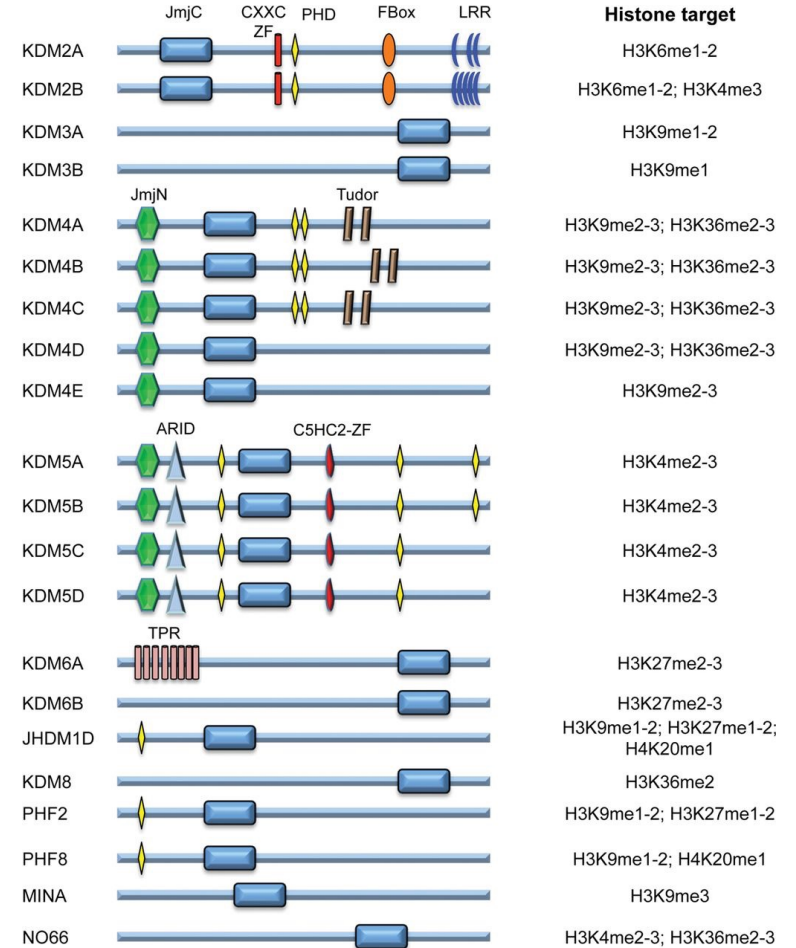 JmjC CXXC PHD FBox LRR Histone target
ZF
KDM2A H3K6me1-2
KDM2B H3K6me1-2; H3K4me3
KDM3A H3K9me1-2
KDM3B H3K9me1
JmjN Tudor
KDM4A H3K9me2-3; H3K36me2-3
KDM4B H3K9me2-3; H3K36me2-3
KDM4C H3K9me2-3; H3K36me2-3
KDM4D H3K9me2-3; H3K36me2-3
KDM4E H3K9me2-3
ARID C5HC2-ZF
KDM5A H3K4me2-3
KDM5B H3K4me2-3
KDM5C H3K4me2-3
KDM5D H3K4me2-3
TPR
KDM6A H3K27me2-3
KDM6B H3K27me2-3
JHDM1D H3K9me1-2; H3K27me1-2;
H4K20me1
KDM8 H3K36me2
PHF2 H3K9me1-2; H3K27me1-2
PHF8 H3K9me1-2; H4K20me1
MINA H3K9me3
NO66 H3K4me2-3; H3K36me2-3